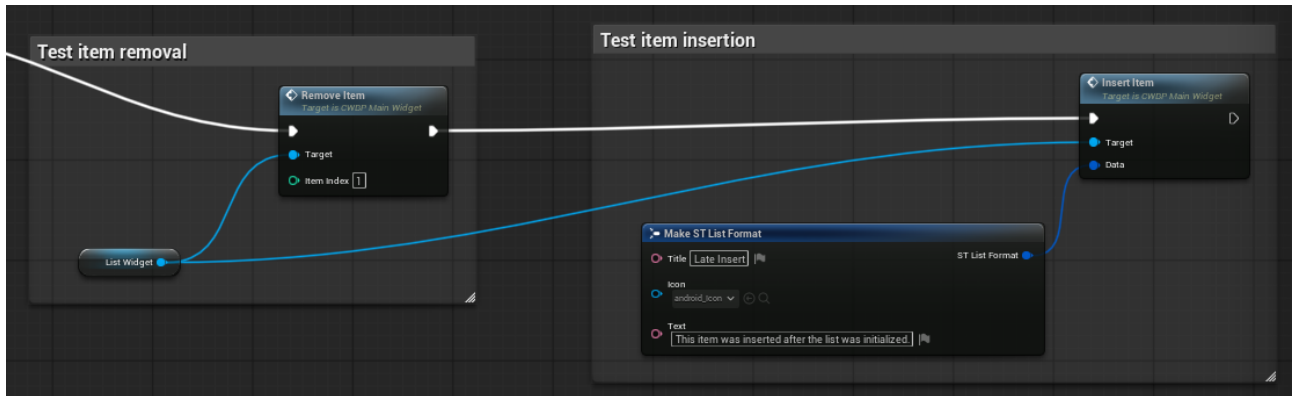 Test item removal
Remove Item
Target is CWBP Main Widget
Target
Item Index 1
List Widget
Test item insertion
Insert Item
Target is CWBP Main Widget
Target
Data
Make ST List Format
Title Late Insert
ST List Format
Icon
android_Icon
Text
This item was inserted after the list was initialized.